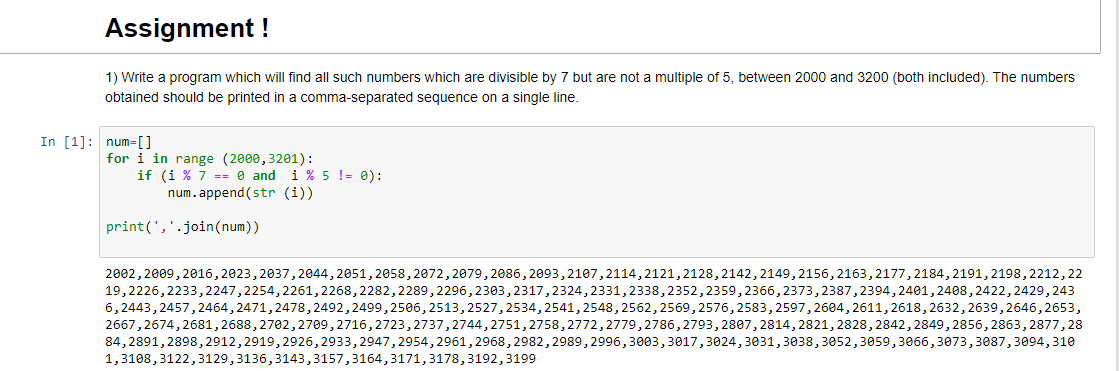 Assignment !
1) Write a program which will find all such numbers which are divisible by 7 but are not a multiple of 5, between 2000 and 3200 (both included). The numbers
obtained should be printed in a comma-separated sequence on a single line.
In [1]: num=[]
for i in range (2000,3201):
    if (i % 7 == 0 and  i % 5 != 0):
        num.append(str (i))
print(','.join(num))
2002,2009,2016,2023,2037,2044,2051,2058,2072,2079,2086,2093,2107,2114,2121,2128,2142,2149,2156,2163,2177,2184,2191,2198,2212,22
19,2226,2233,2247,2254,2261,2268,2282,2289,2296,2303,2317,2324,2331,2338,2352,2359,2366,2373,2387,2394,2401,2408,2422,2429,243
6,2443,2457,2464,2471,2478,2492,2499,2506,2513,2527,2534,2541,2548,2562,2569,2576,2583,2597,2604,2611,2618,2632,2639,2646,2653,
2667,2674,2681,2688,2702,2709,2716,2723,2737,2744,2751,2758,2772,2779,2786,2793,2807,2814,2821,2828,2842,2849,2856,2863,2877,28
84,2891,2898,2912,2919,2926,2933,2947,2954,2961,2968,2982,2989,2996,3003,3017,3024,3031,3038,3052,3059,3066,3073,3087,3094,310
1,3108,3122,3129,3136,3143,3157,3164,3171,3178,3192,3199